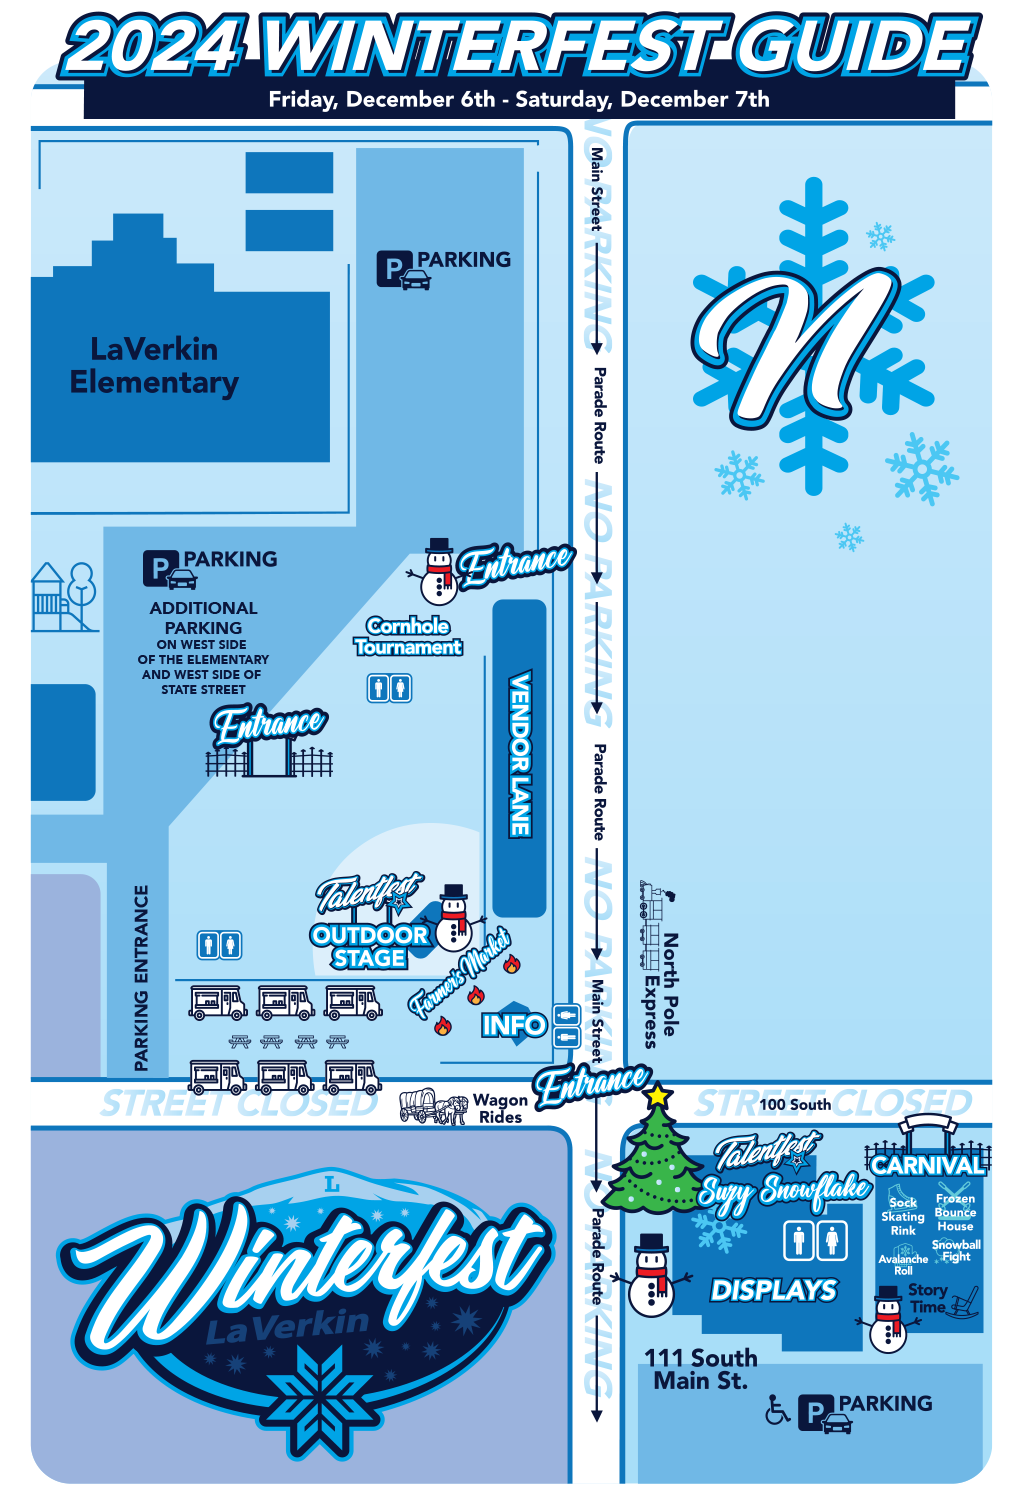 2024 WINTERFEST GUIDE
Friday, December 6th - Saturday, December 7th
NO PARKING
Main Street
P PARKING
N
LaVerkin
Elementary
Parade Route
NO PARKING
Entrance
P PARKING
ADDITIONAL
PARKING
ON WEST SIDE
OF THE ELEMENTARY
AND WEST SIDE OF
STATE STREET
Cornhole
Tournament
VENDOR LANE
Entrance
Parade Route
NO PARKING
PARKING ENTRANCE
Talentfest
OUTDOOR
STAGE
Farmer's Market
INFO
Main Street
North Pole
Express
Entrance
STREET CLOSED
Wagon
Rides
STREET CLOSED
100 South
Talentfest
Suzy Snowflake
CARNIVAL
Sock
Skating
Rink
Frozen
Bounce
House
Avalanche
Roll
Snowball
Fight
Story
Time
DISPLAYS
NO PARKING
Parade Route
L
Winterfest
LaVerkin
111 South
Main St.
P PARKING